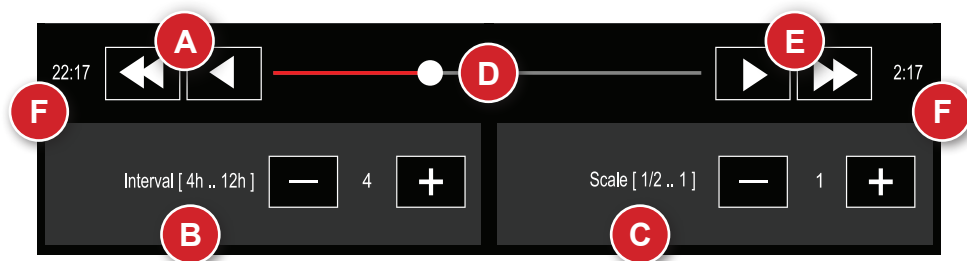 A E
22:17 D 2:17
F F
Interval [ 4h .. 12h ] — 4 + Scale [ 1/2 .. 1 ] — 1 +
B C